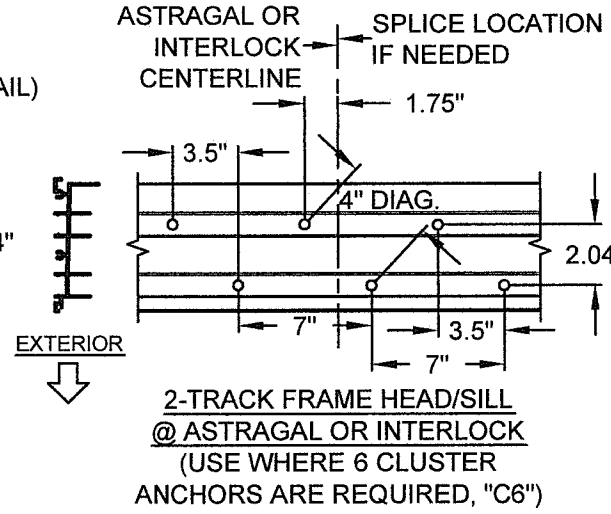 ASTRAGAL OR
INTERLOCK
CENTERLINE
SPLICE LOCATION
IF NEEDED
AIL)
1.75"
3.5"
4" DIAG.
4"
2.04
EXTERIOR
7"
3.5"
7"
2-TRACK FRAME HEAD/SILL
@ ASTRAGAL OR INTERLOCK
(USE WHERE 6 CLUSTER
ANCHORS ARE REQUIRED, "C6")